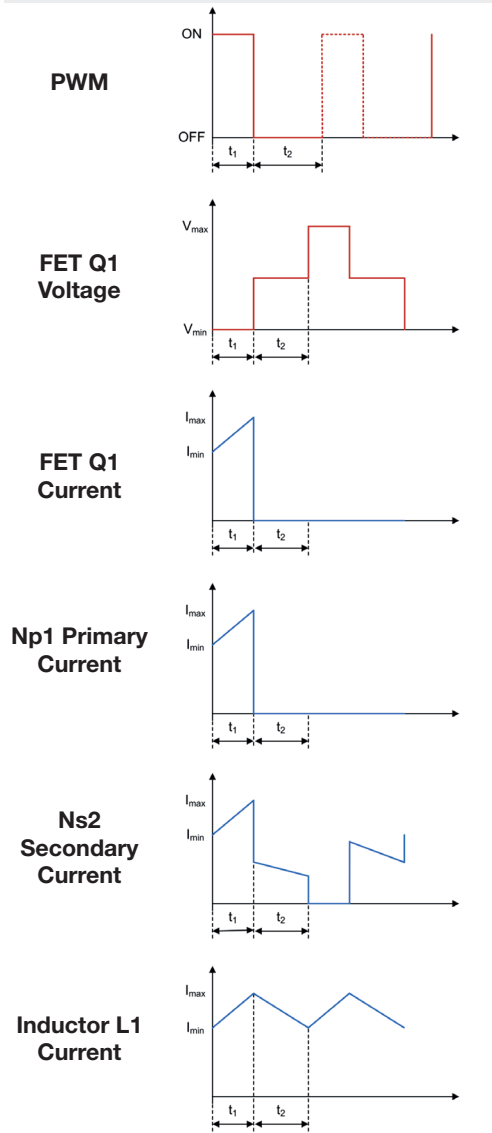 PWM
ON
OFF
t1
t2
FET Q1
Voltage
Vmax
Vmin
t1
t2
FET Q1
Current
Imax
Imin
t1
t2
Np1 Primary
Current
Imax
Imin
t1
t2
Ns2
Secondary
Current
Imax
Imin
t1
t2
Inductor L1
Current
Imax
Imin
t1
t2